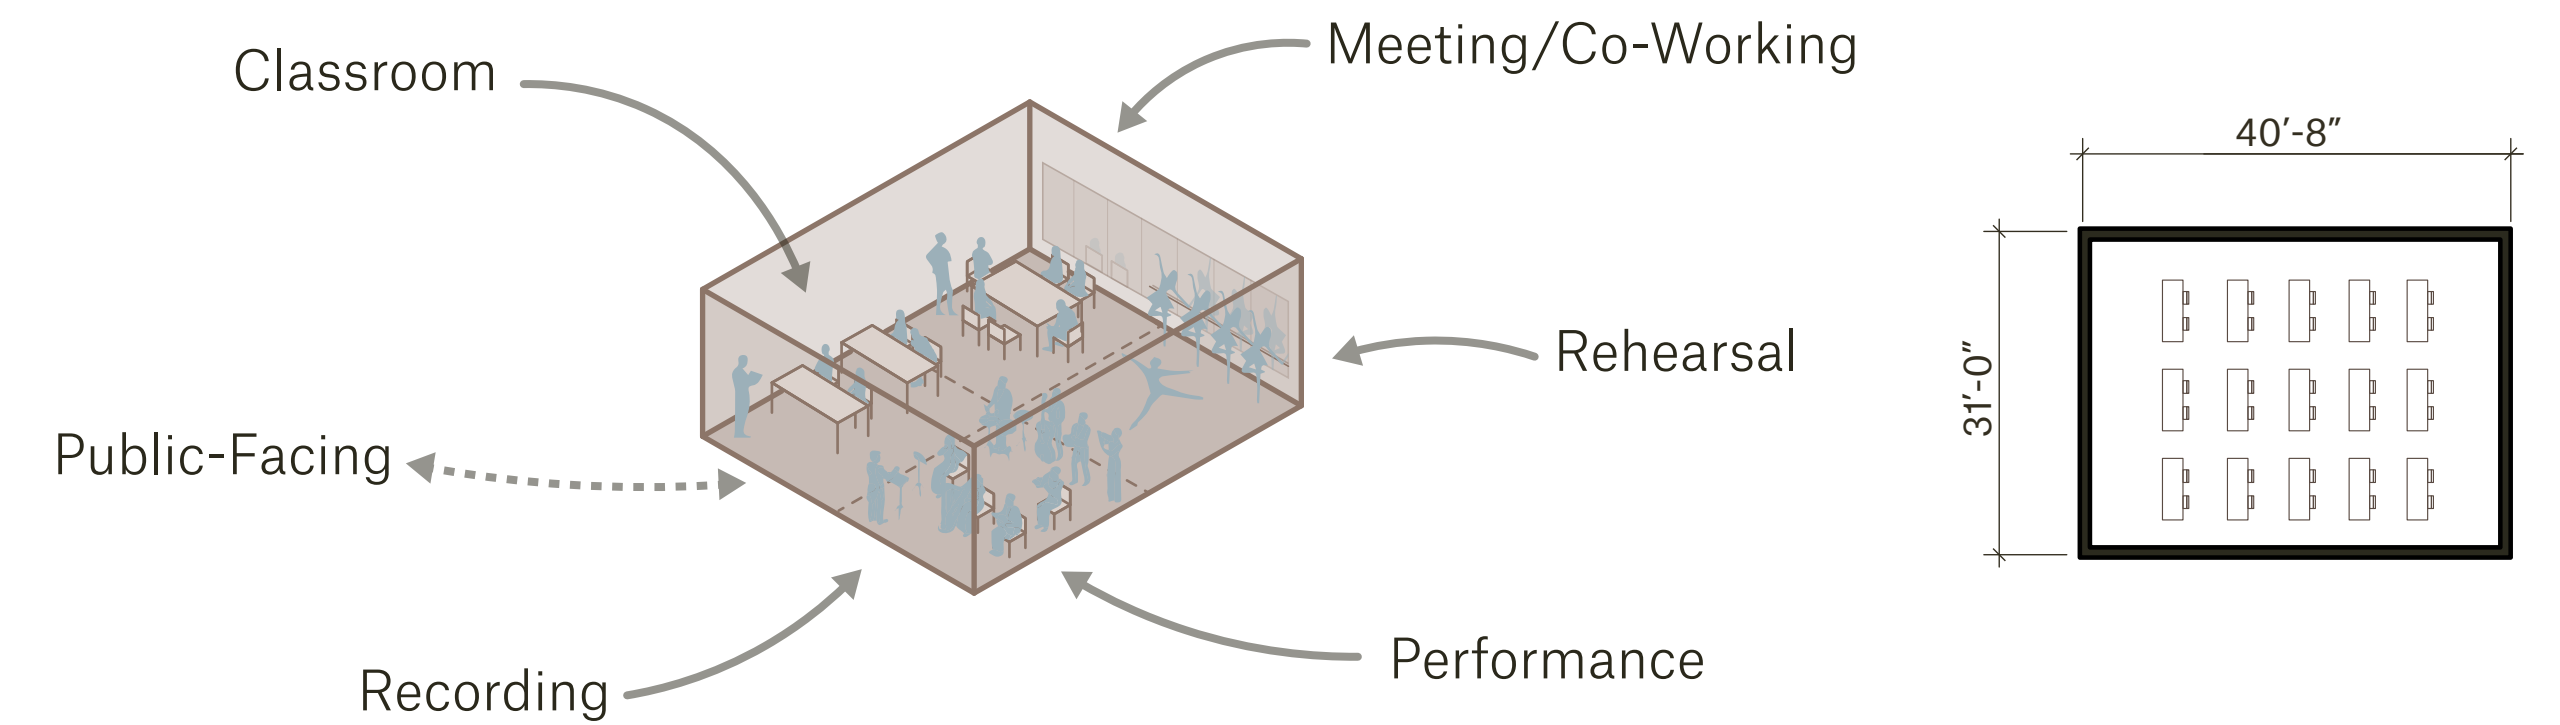 Meeting/Co-Working
Classroom
40’-8”
Rehearsal
31’-0”
Public-Facing
Performance
Recording